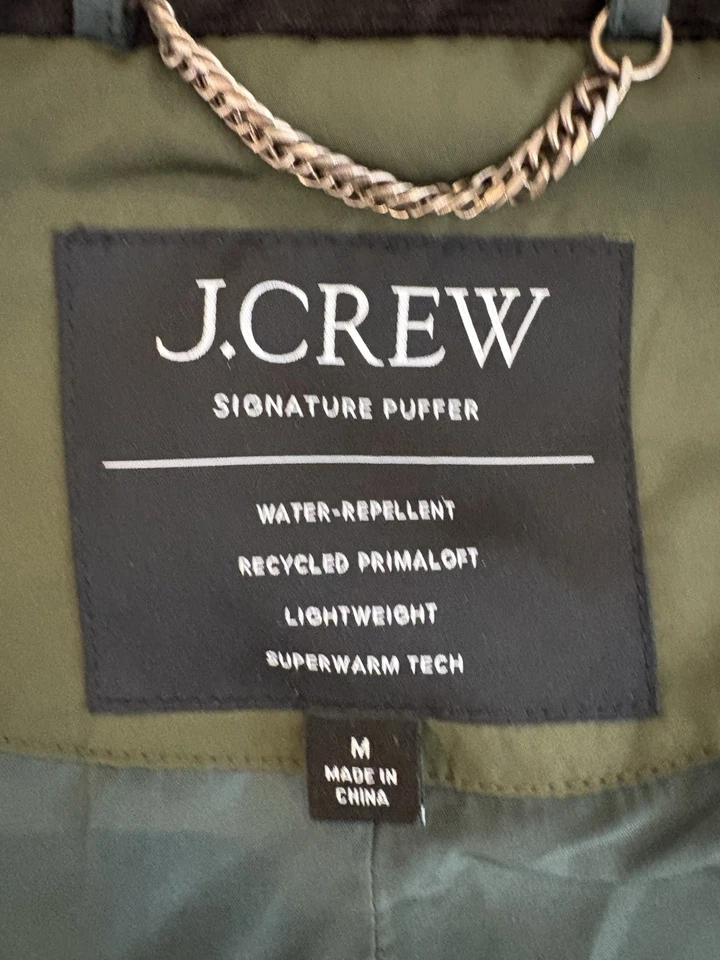 J.CREW
SIGNATURE PUFFER
WATER-REPELLENT
RECYCLED PRIMALOFT
LIGHTWEIGHT
SUPERWARM TECH
M
MADE IN
CHINA